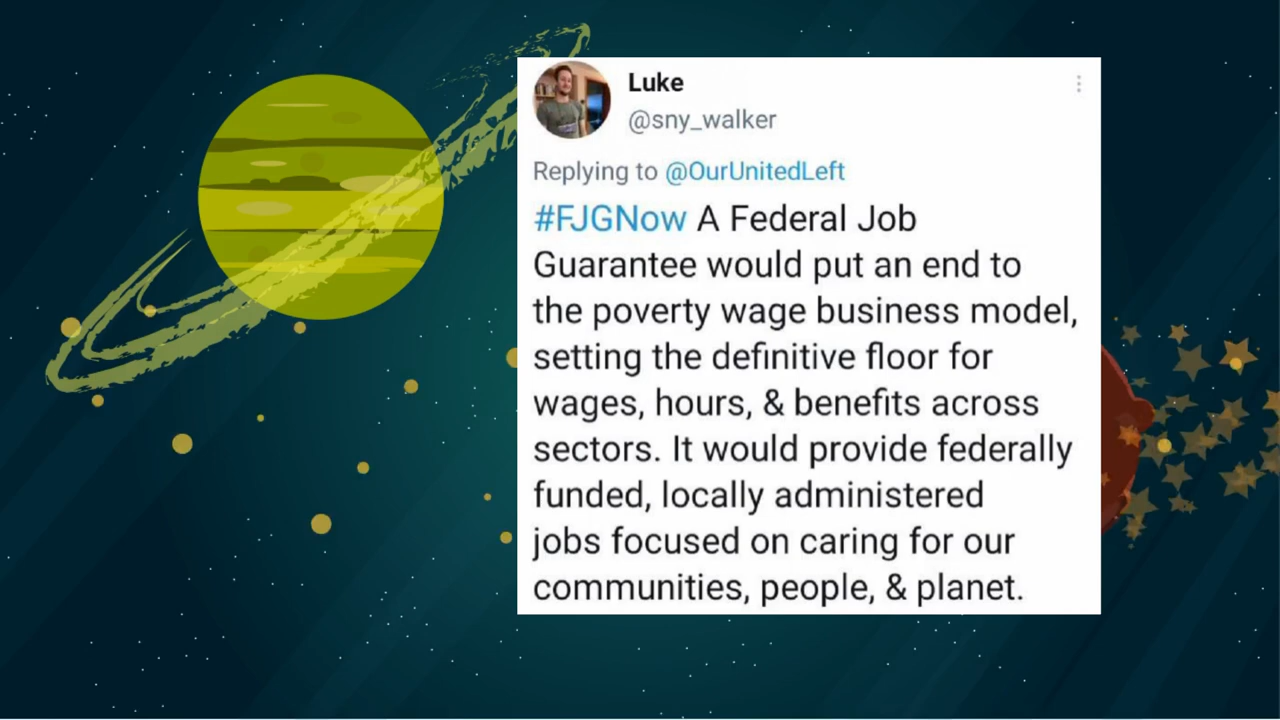 Luke
@sny_walker
Replying to @OurUnitedLeft
#FJGNow A Federal Job
Guarantee would put an end to
the poverty wage business model,
setting the definitive floor for
wages, hours, & benefits across
sectors. It would provide federally
funded, locally administered
jobs focused on caring for our
communities, people, & planet.